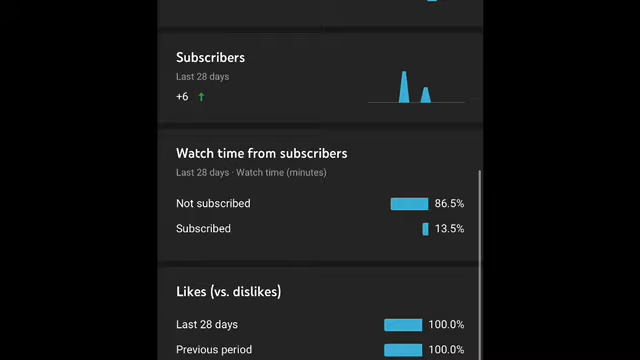 Subscribers
Last 28 days
+6
Watch time from subscribers
Last 28 days · Watch time (minutes)
Not subscribed 86.5%
Subscribed 13.5%
Likes (vs. dislikes)
Last 28 days 100.0%
Previous period 100.0%